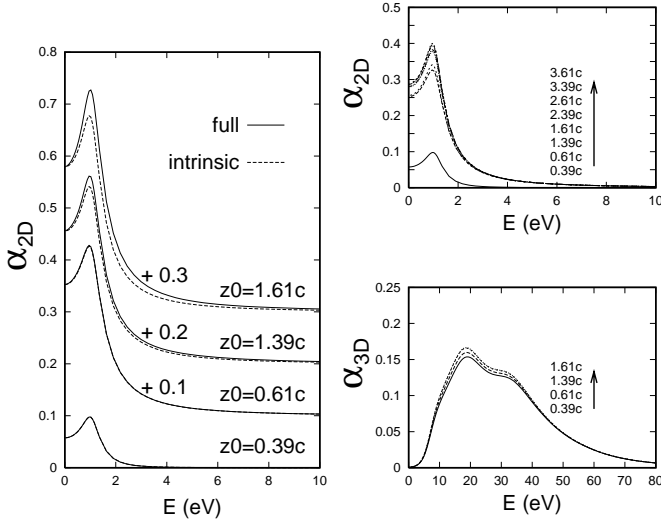 0.8
0.7
0.6
0.5
0.4
0.3
0.2
0.1
0
α2D
full
intrinsic
+ 0.3
z0=1.61c
+ 0.2
z0=1.39c
+ 0.1
z0=0.61c
z0=0.39c
0 2 4 6 8 10
E (eV)
0.5
0.4
0.3
0.2
0.1
0
α2D
3.61c
3.39c
2.61c
2.39c
1.61c
1.39c
0.61c
0.39c
0 2 4 6 8 10
E (eV)
0.25
0.2
0.15
0.1
0.05
0
α3D
1.61c
1.39c
0.61c
0.39c
0 10 20 30 40 50 60 70 80
E (eV)